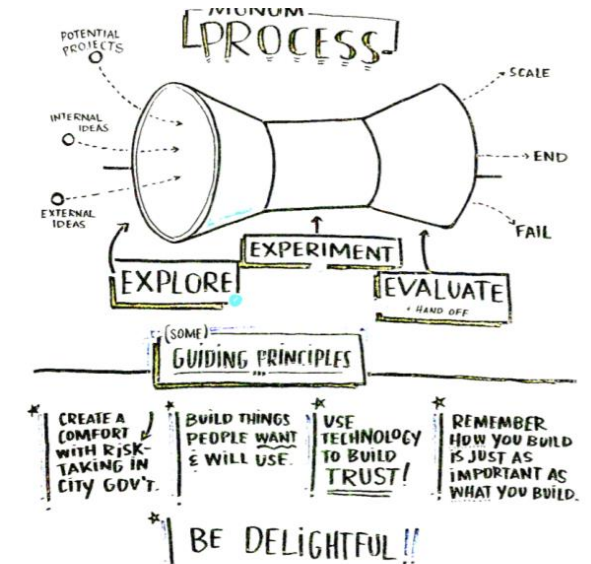 MONUM
PROCESS
POTENTIAL
PROJECTS
INTERNAL
IDEAS
EXTERNAL
IDEAS
SCALE
END
FAIL
EXPLORE
EXPERIMENT
EVALUATE
+ HAND OFF
(SOME)
GUIDING PRINCIPLES
CREATE A
COMFORT
WITH RISK-
TAKING IN
CITY GOV'T.
BUILD THINGS
PEOPLE WANT
& WILL USE.
USE
TECHNOLOGY
TO BUILD
TRUST!
REMEMBER
HOW YOU BUILD
IS JUST AS
IMPORTANT AS
WHAT YOU BUILD.
BE DELIGHTFUL!!